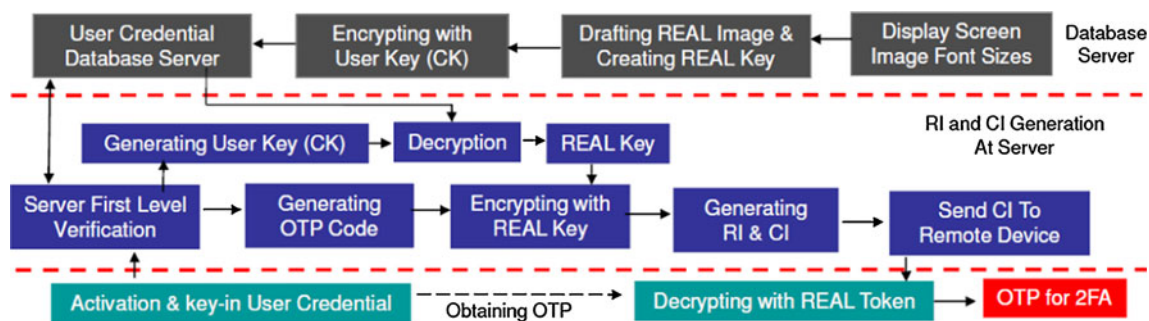 User Credential
Database Server
Encrypting with
User Key (CK)
Drafting REAL Image &
Creating REAL Key
Display Screen
Image Font Sizes
Database
Server
Generating User Key (CK)
Decryption
REAL Key
RI and CI Generation
At Server
Server First Level
Verification
Generating
OTP Code
Encrypting with
REAL Key
Generating
RI & CI
Send CI To
Remote Device
Activation & key-in User Credential
Obtaining OTP
Decrypting with REAL Token
OTP for 2FA